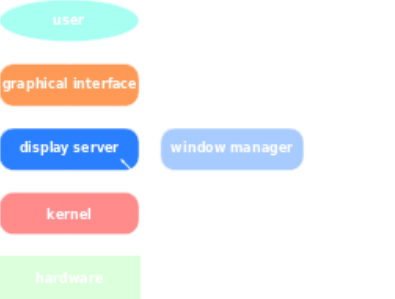 user
graphical interface
display server
window manager
kernel
hardware